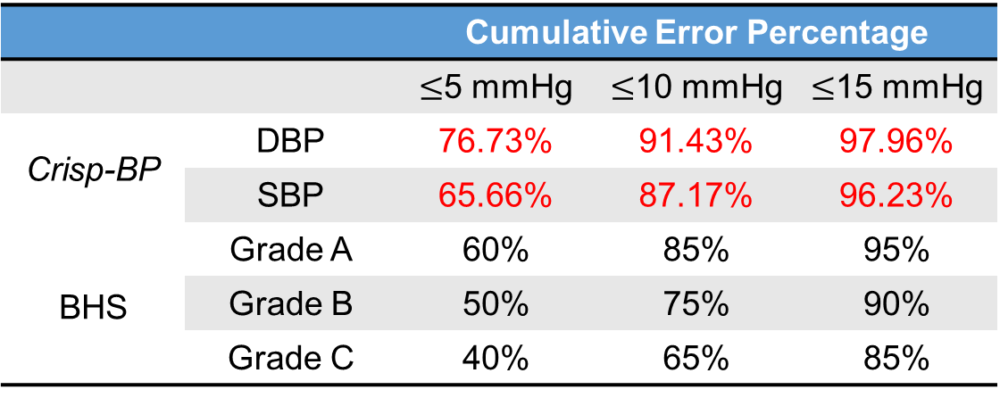 Cumulative Error Percentage
≤5 mmHg ≤10 mmHg ≤15 mmHg
Crisp-BP
DBP 76.73% 91.43% 97.96%
SBP 65.66% 87.17% 96.23%
BHS
Grade A 60% 85% 95%
Grade B 50% 75% 90%
Grade C 40% 65% 85%